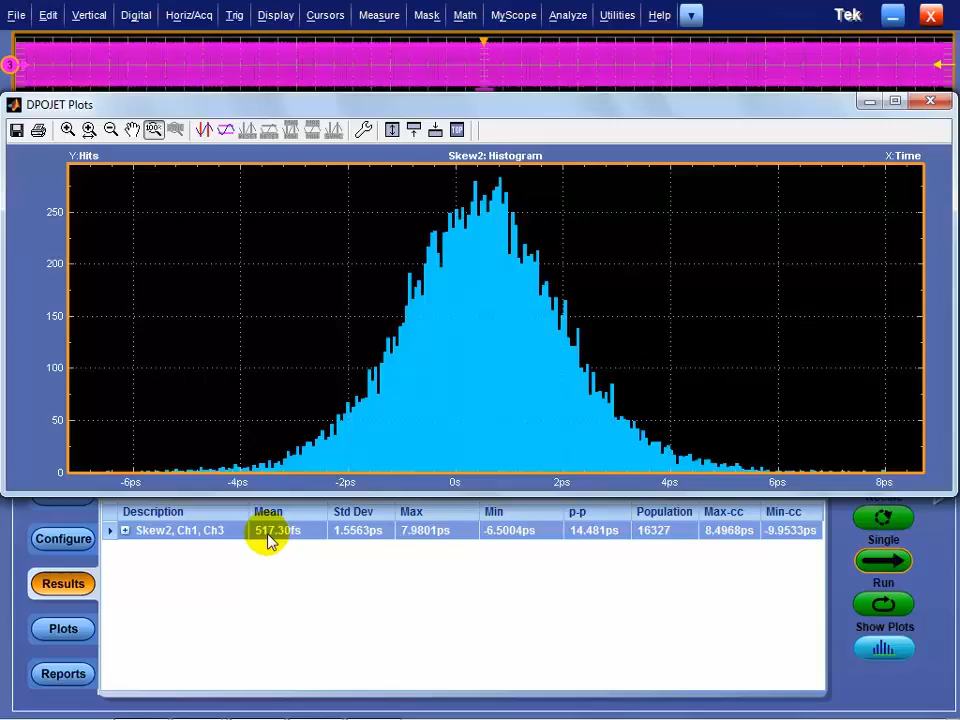 File Edit Vertical Digital Horiz/Acq Trig Display Cursors Measure Mask Math MyScope Analyze Utilities Help Tek X
3
DPOJET Plots
100% TOP
Y:Hits Skew2: Histogram X:Time
250
200
150
100
50
0
-6ps -4ps -2ps 0s 2ps 4ps 6ps 8ps
Description Mean Std Dev Max Min p-p Population Max-cc Min-cc
Skew2, Ch1, Ch3 517.30fs 1.5563ps 7.9801ps -6.5004ps 14.481ps 16327 8.4968ps -9.9533ps
Configure
Single
Results
Run
Plots
Show Plots
Reports